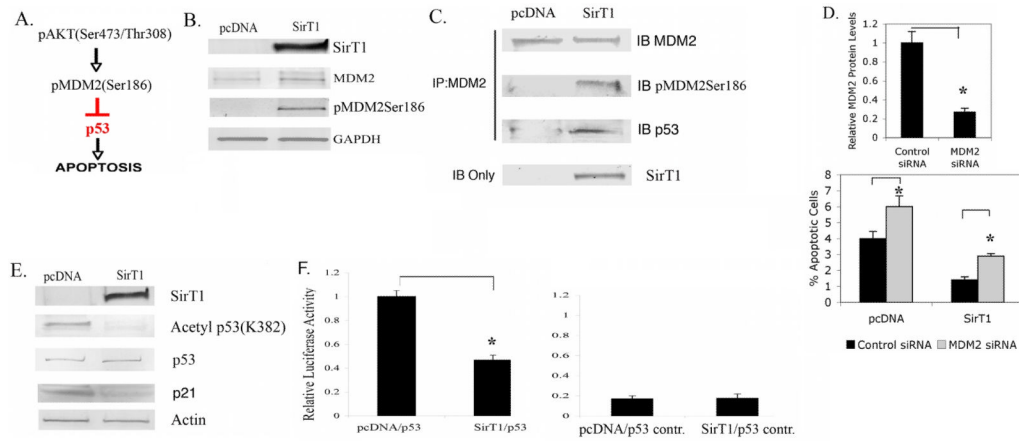 A.
pAKT(Ser473/Thr308)
pMDM2(Ser186)
p53
APOPTOSIS
B.
pcDNA SirT1
SirT1
MDM2
pMDM2Ser186
GAPDH
C.
pcDNA SirT1
IP:MDM2
IB MDM2
IB pMDM2Ser186
IB p53
IB Only
SirT1
D.
Relative MDM2 Protein Levels
1.2
1
0.8
0.6
0.4
0.2
0
*
Control siRNA
MDM2 siRNA
% Apoptotic Cells
8
7
6
5
4
3
2
1
0
*
*
pcDNA SirT1
Control siRNA MDM2 siRNA
E.
pcDNA SirT1
SirT1
Acetyl p53(K382)
p53
p21
Actin
F.
Relative Luciferase Activity
1.2
1
0.8
0.6
0.4
0.2
0
*
pcDNA/p53 SirT1/p53
1.2
1
0.8
0.6
0.4
0.2
0
pcDNA/p53 contr. SirT1/p53 contr.